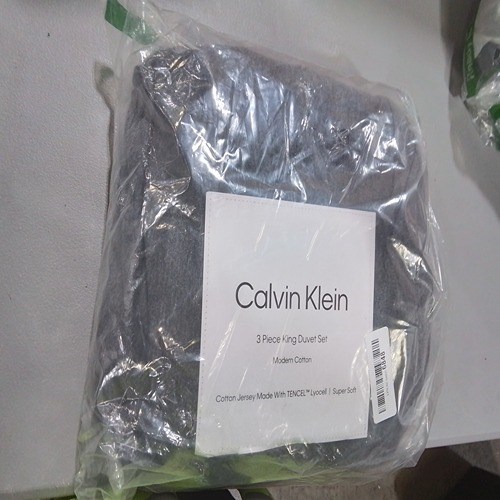 Calvin Klein
3 Piece King Duvet Set
Modern Cotton
Cotton Jersey Made With TENCEL™ Lyocell | Super Soft